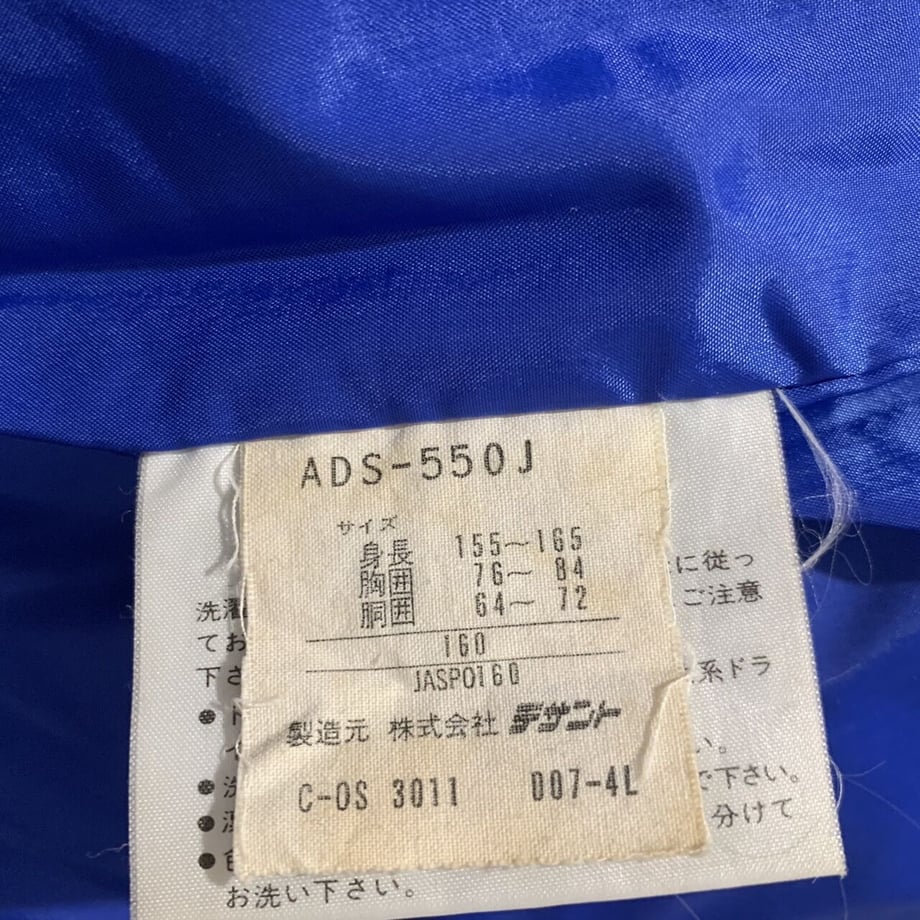 ADS-550J
サイズ
身長 155～165
胸囲 76～ 84
胴囲 64～ 72
160
JASPO160
製造元 株式会社 デサント
C-OS 3011 D07-4L
に従っ
洗濯 ご注意
てお
下さ 系ドラ
●
い。
● 洗 で下さい。
● 分けて
● 色
お洗い下さい。